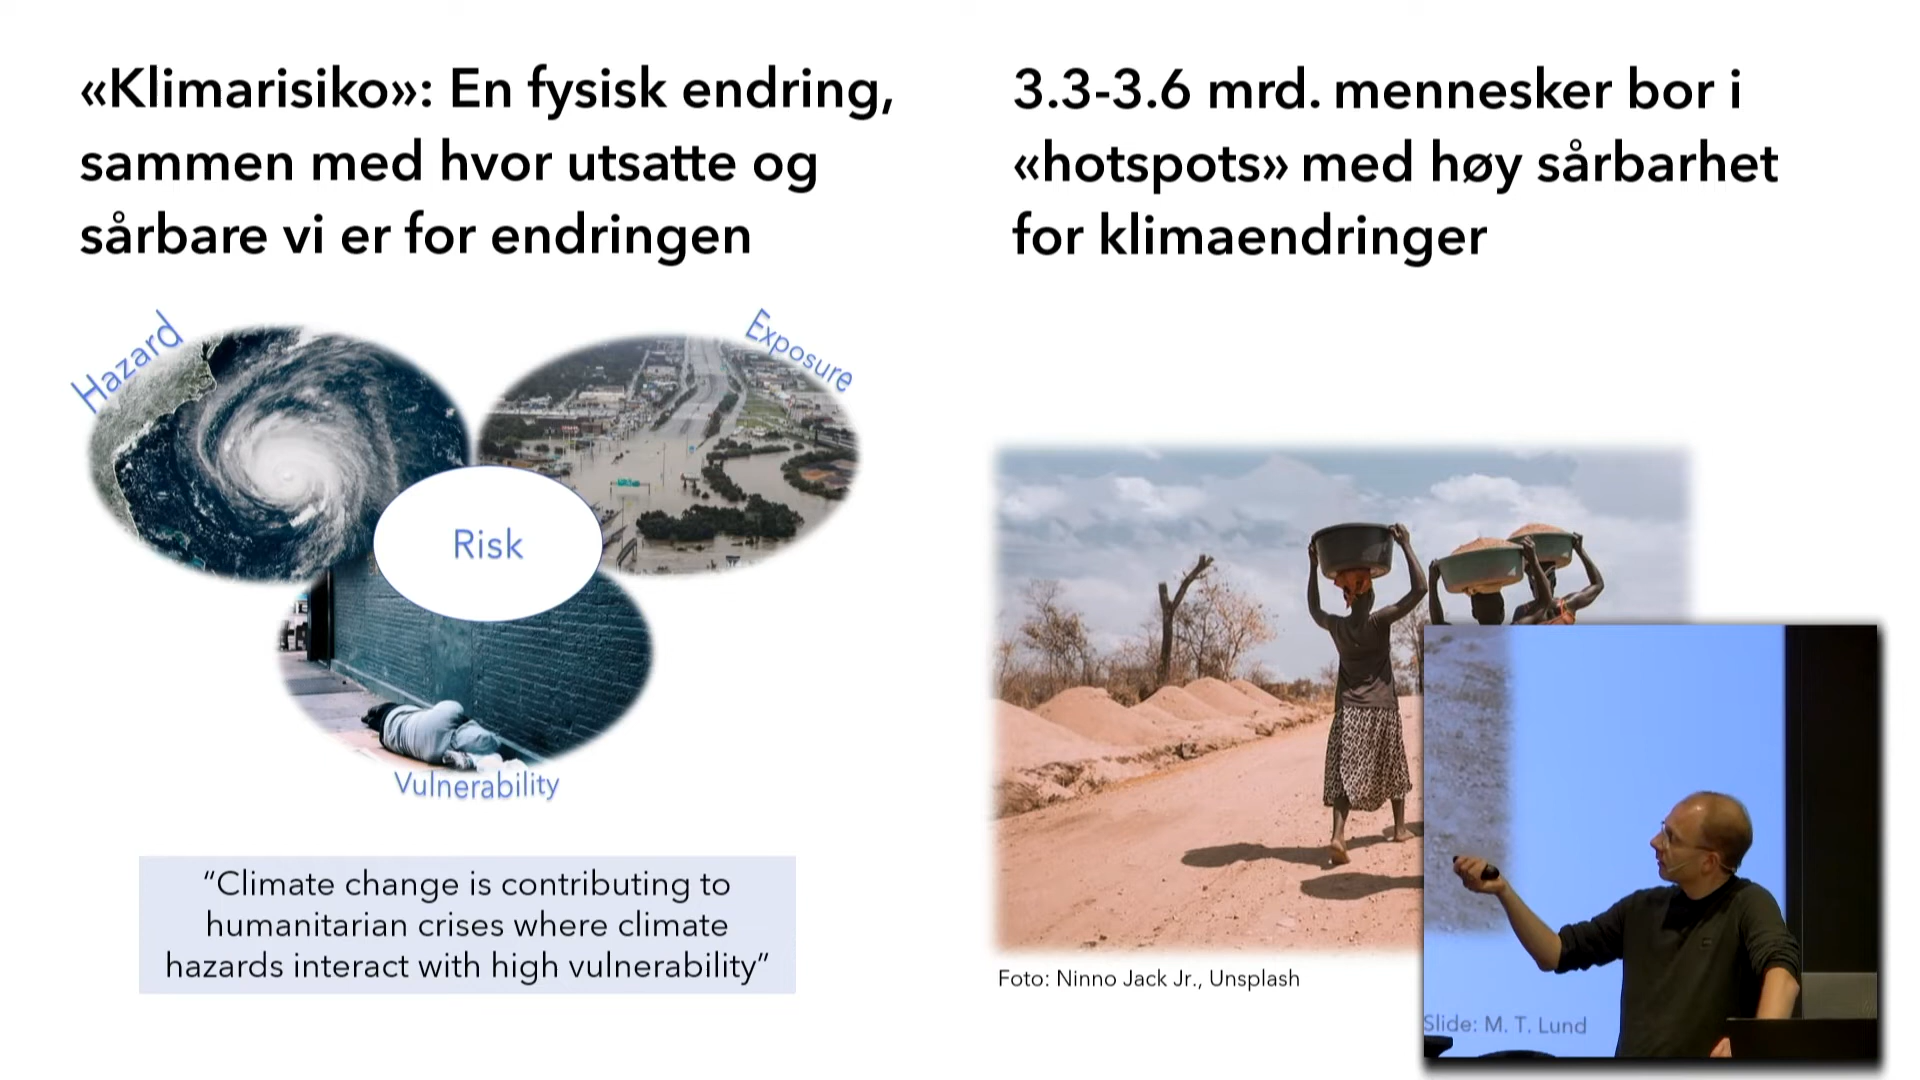 «Klimarisiko»: En fysisk endring,
sammen med hvor utsatte og
sårbare vi er for endringen
Hazard
Exposure
Risk
Vulnerability
“Climate change is contributing to
humanitarian crises where climate
hazards interact with high vulnerability”
3.3-3.6 mrd. mennesker bor i
«hotspots» med høy sårbarhet
for klimaendringer
Foto: Ninno Jack Jr., Unsplash
Slide: M. T. Lund